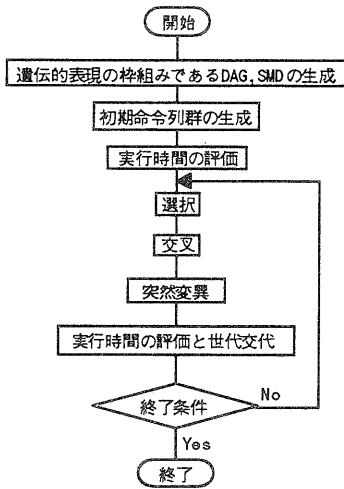 開始
遺伝的表現の枠組みであるDAG,SMDの生成
初期命令列群の生成
実行時間の評価
選択
交叉
突然変異
実行時間の評価と世代交代
終了条件
No
Yes
終了